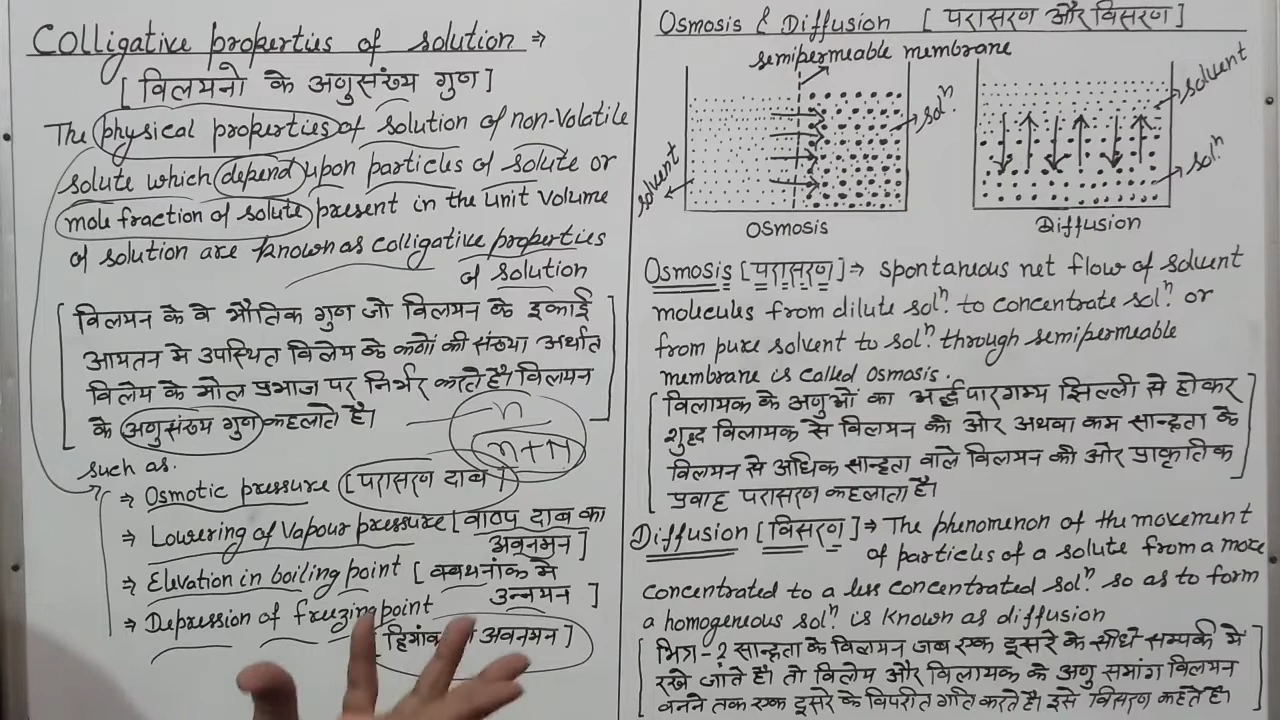 Colligative properties of solution ⇒
[विलयनो के अणुसंख्य गुण]
The physical properties of solution of non-volatile
solute which depend upon particles of solute or
mole fraction of solute present in the unit volume
of solution are known as colligative properties
of solution
[विलयन के वे भौतिक गुण जो विलयन के इकाई
आयतन मे उपस्थित विलेय के कणों की संख्या अर्थात
विलेय के मोल प्रभाज पर निर्भर करते है। विलयन
के अणुसंख्य गुण कहलाते है।]
n
n+N
such as.
⇒ Osmotic pressure [परासरण दाब]
⇒ Lowering of Vapour pressure [वाष्प दाब का
अवनमन]
⇒ Elevation in boiling point [क्वथनांक मे
उन्नयन]
⇒ Depression of freezing point
अवनमन]
Osmosis & Diffusion [परासरण और विसरण]
semipermeable membrane
solvent
solⁿ.
Osmosis
solvent
solⁿ.
Diffusion
Osmosis [परासरण] ⇒ spontaneous net flow of solvent
molecules from dilute solⁿ. to concentrate solⁿ. or
from pure solvent to solⁿ. through semipermeable
membrane is called osmosis.
[विलायक के अणुओं का अर्द्धपारगम्य झिल्ली से होकर
शुद्ध विलायक से विलयन की ओर अथवा कम सान्द्रता के
विलयन से अधिक सान्द्रता वाले विलयन की ओर प्राकृतिक
प्रवाह परासरण कहलाता है।]
Diffusion [विसरण] ⇒ The phenomenon of the movement
of particles of a solute from a more
concentrated to a less concentrated solⁿ. so as to form
a homogeneous solⁿ. is known as diffusion
[भिन्न-2 सान्द्रता के विलयन जब एक दूसरे के सीधे सम्पर्क में
रखे जाते है। तो विलेय और विलायक के अणु समांग विलयन
बनने तक एक दूसरे के विपरीत गति करते है। इसे विसरण कहते है।]